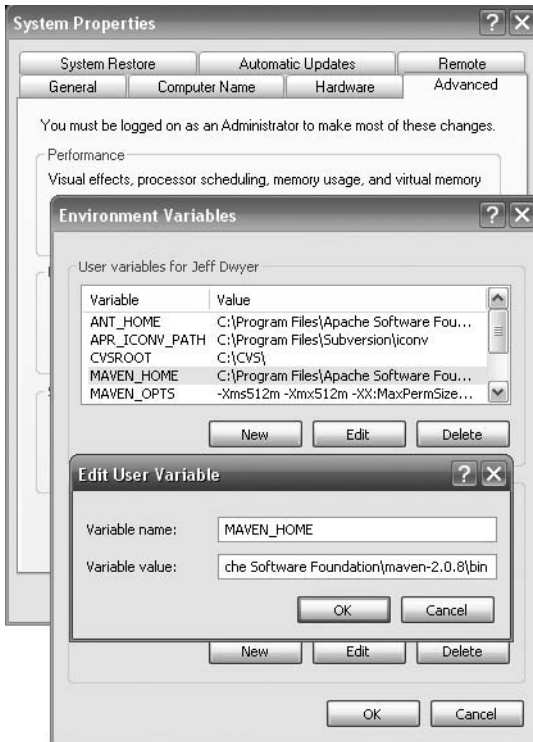 System Properties
System Restore Automatic Updates Remote
General Computer Name Hardware Advanced
You must be logged on as an Administrator to make most of these changes.
Performance
Visual effects, processor scheduling, memory usage, and virtual memory
Environment Variables
User variables for Jeff Dwyer
Variable Value
ANT_HOME C:\Program Files\Apache Software Fou...
APR_ICONV_PATH C:\Program Files\Subversion\iconv
CVSROOT C:\CVS\
MAVEN_HOME C:\Program Files\Apache Software Fou...
MAVEN_OPTS -Xms512m -Xmx512m -XX:MaxPermSize...
New Edit Delete
Edit User Variable
Variable name: MAVEN_HOME
Variable value: che Software Foundation\maven-2.0.8\bin
OK Cancel
New Edit Delete
OK Cancel